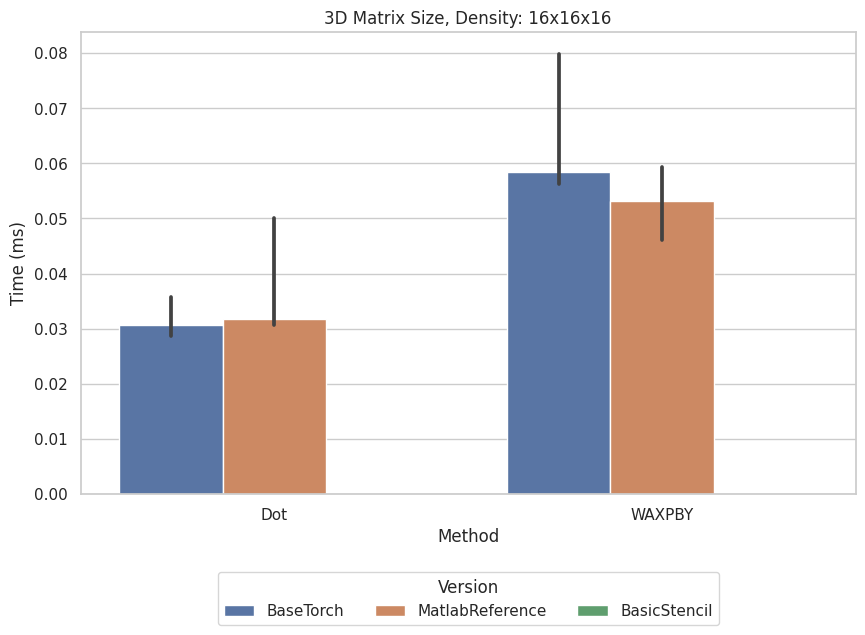 3D Matrix Size, Density: 16x16x16
0.08
0.07
0.06
0.05
0.04
0.03
0.02
0.01
0.00
Time (ms)
Dot WAXPBY
Method
Version
BaseTorch MatlabReference BasicStencil